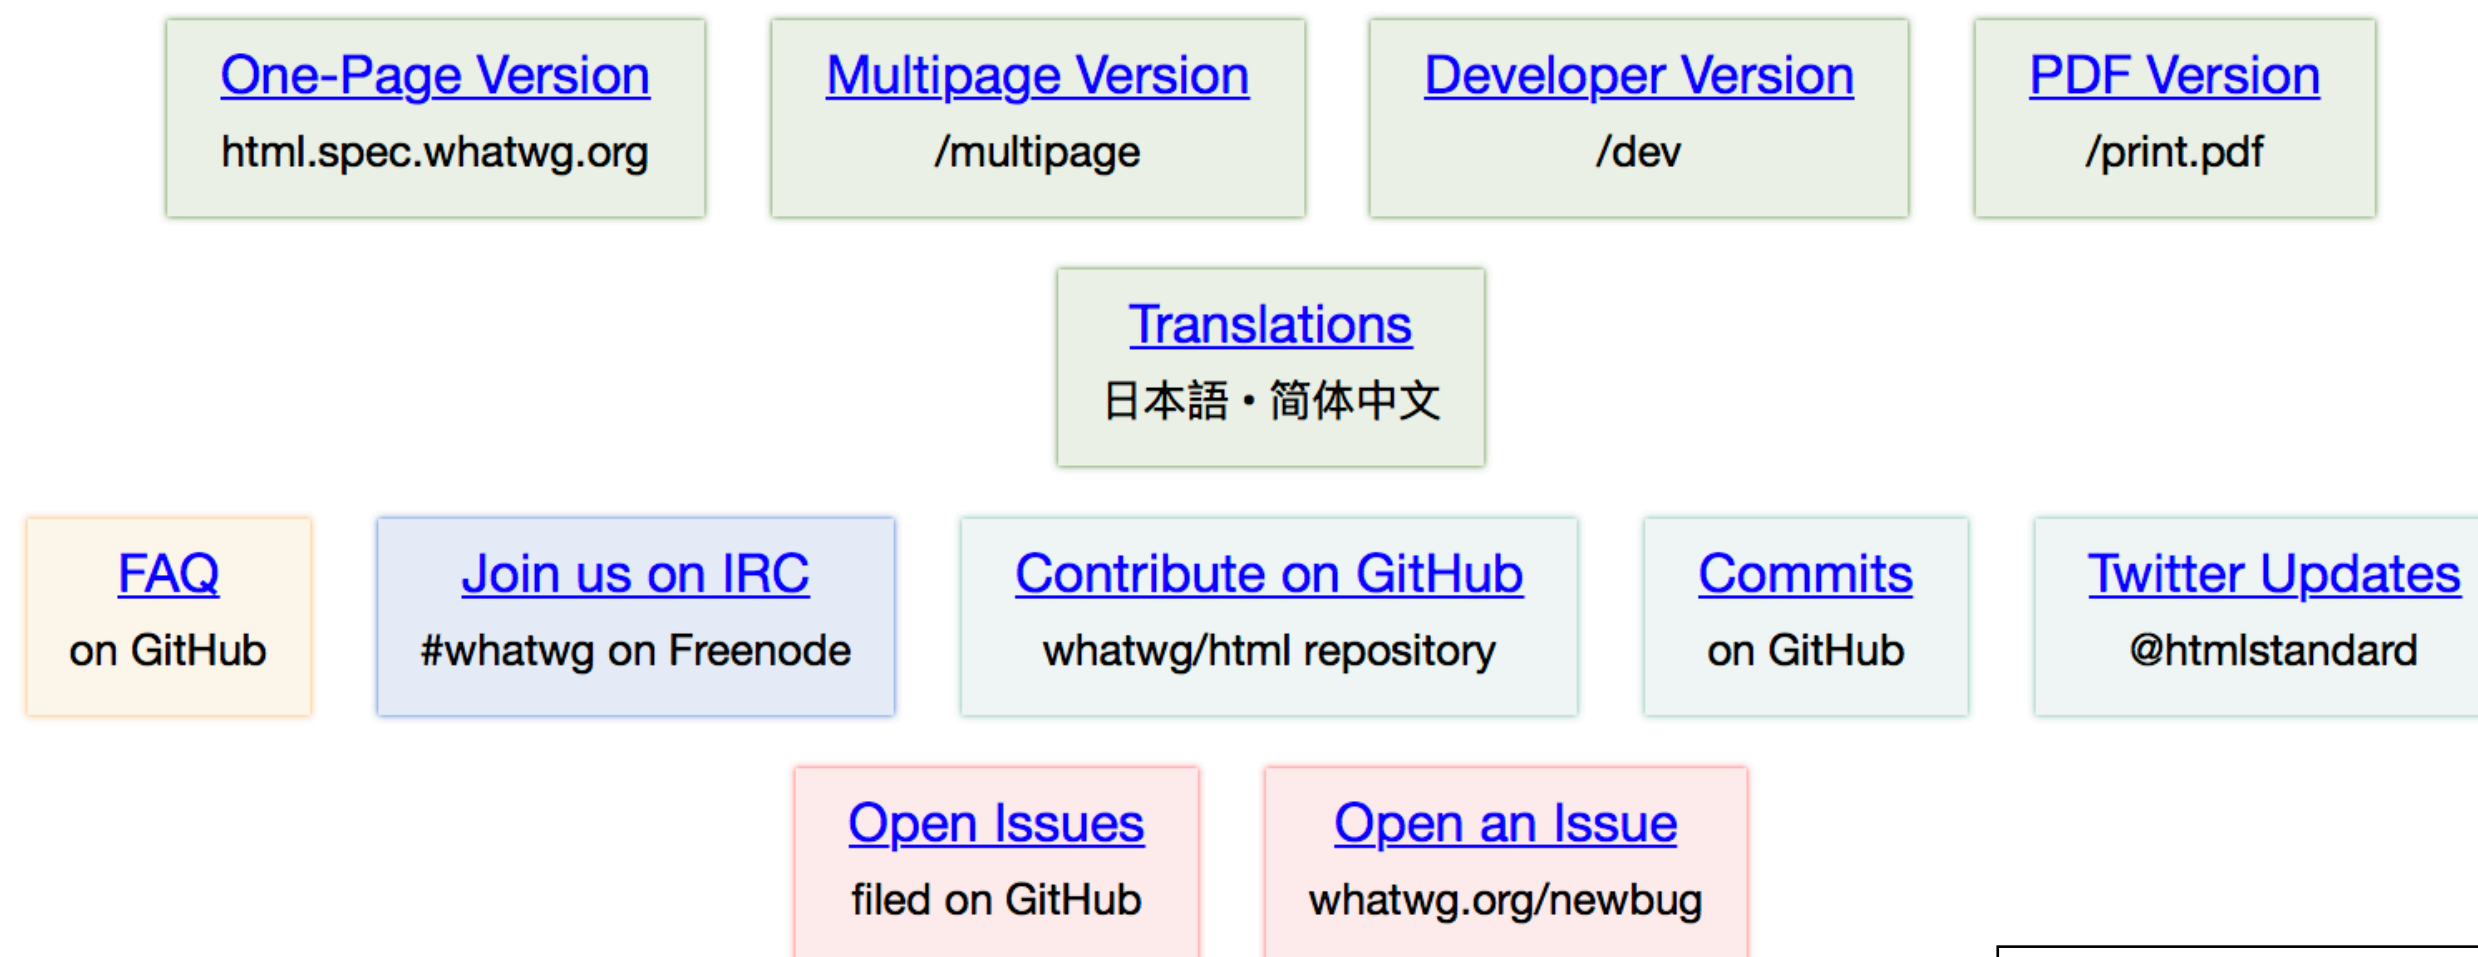 One-Page Version
html.spec.whatwg.org
Multipage Version
/multipage
Developer Version
/dev
PDF Version
/print.pdf
Translations
日本語・简体中文
FAQ
on GitHub
Join us on IRC
#whatwg on Freenode
Contribute on GitHub
whatwg/html repository
Commits
on GitHub
Twitter Updates
@htmlstandard
Open Issues
filed on GitHub
Open an Issue
whatwg.org/newbug